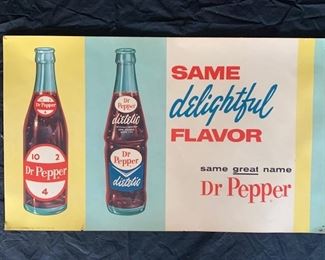 Dr Pepper
10 2
Dr Pepper
4
Dr Pepper
dietetic
Dr Pepper
dietetic
SAME
delightful
FLAVOR
same great name
Dr Pepper